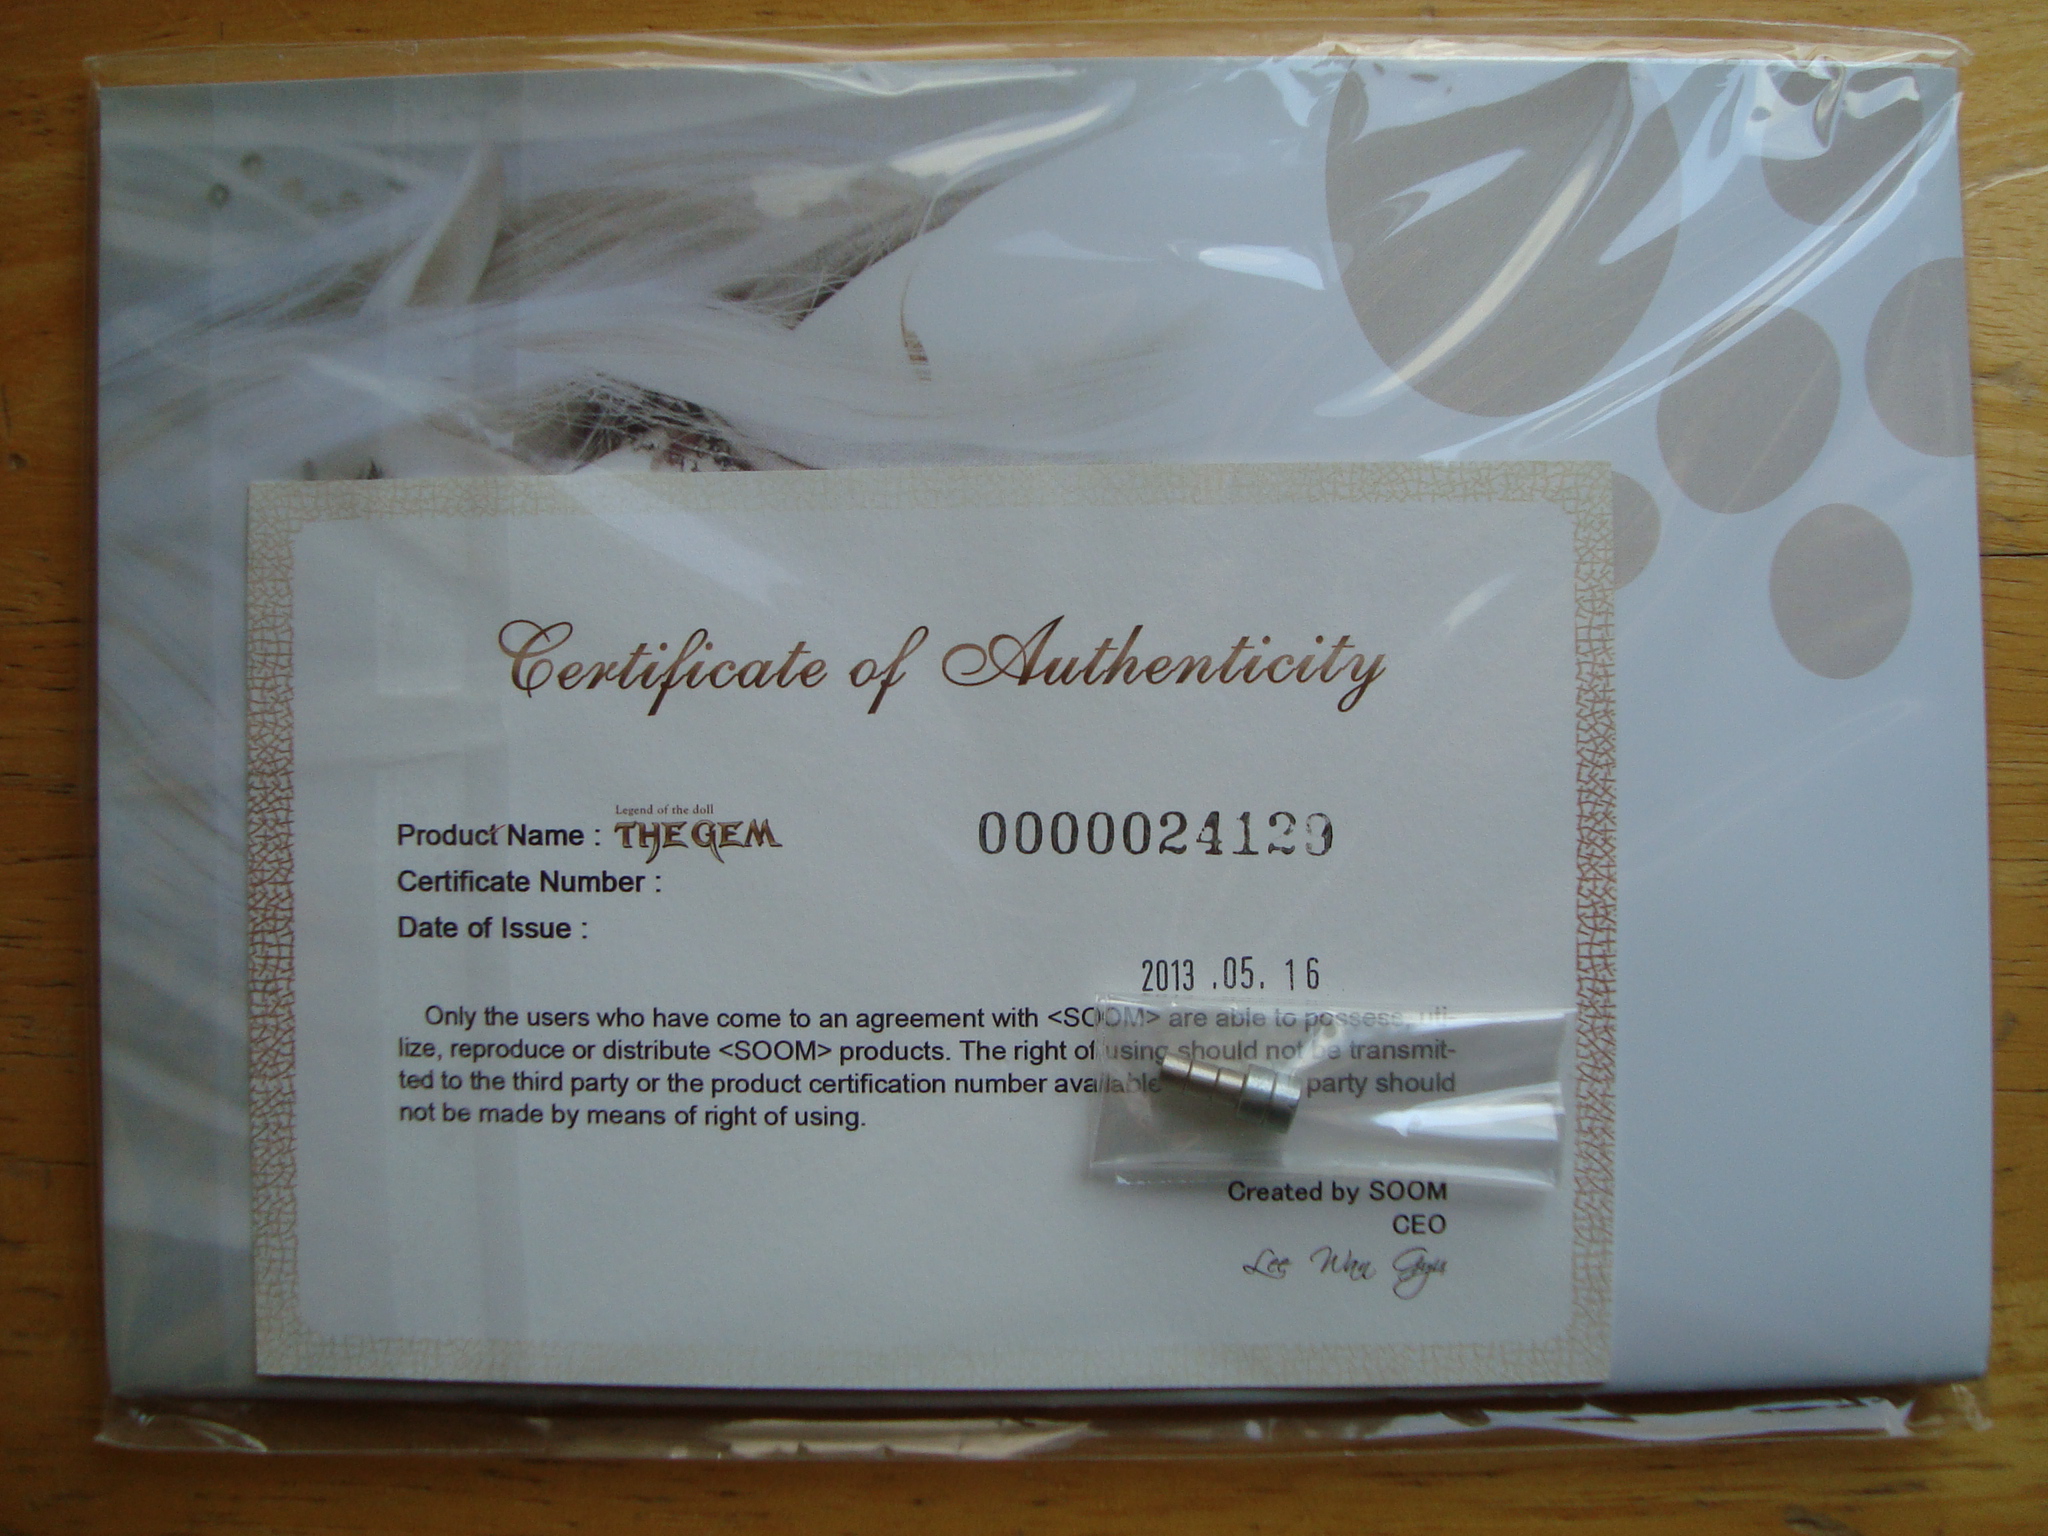 Certificate of Authenticity
Legend of the doll
Product Name : THE GEM
0000024129
Certificate Number :
Date of Issue :
2013 .05. 16
Only the users who have come to an agreement with <SOOM> are able to possess, uti-
lize, reproduce or distribute <SOOM> products. The right of using should not be transmit-
ted to the third party or the product certification number available party should
not be made by means of right of using.
Created by SOOM
CEO
Lee Wan Gyu